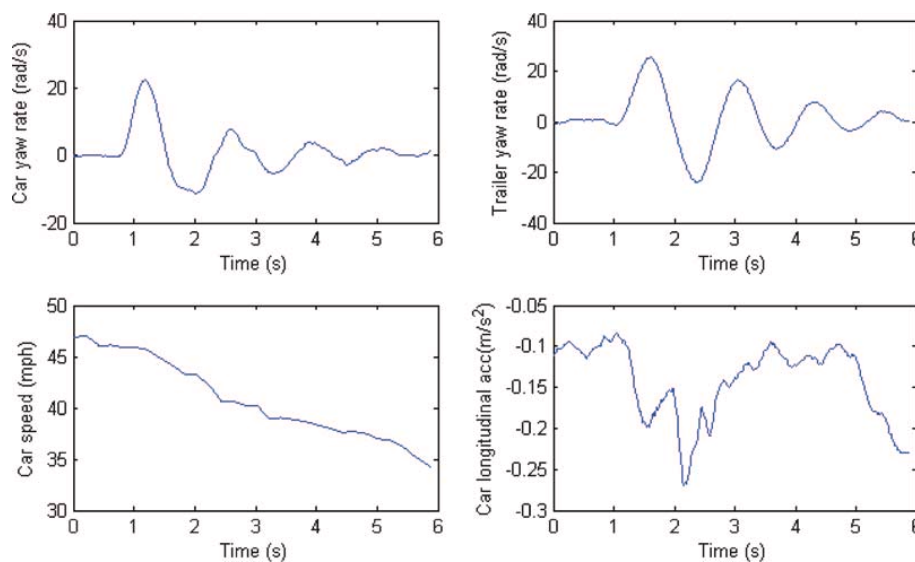 Car yaw rate (rad/s)
40
20
0
-20
0 1 2 3 4 5 6
Time (s)
Trailer yaw rate (rad/s)
40
20
0
-20
-40
0 1 2 3 4 5 6
Time (s)
Car speed (mph)
50
45
40
35
30
0 1 2 3 4 5 6
Time (s)
Car longitudinal acc(m/s²)
-0.05
-0.1
-0.15
-0.2
-0.25
-0.3
0 1 2 3 4 5 6
Time (s)